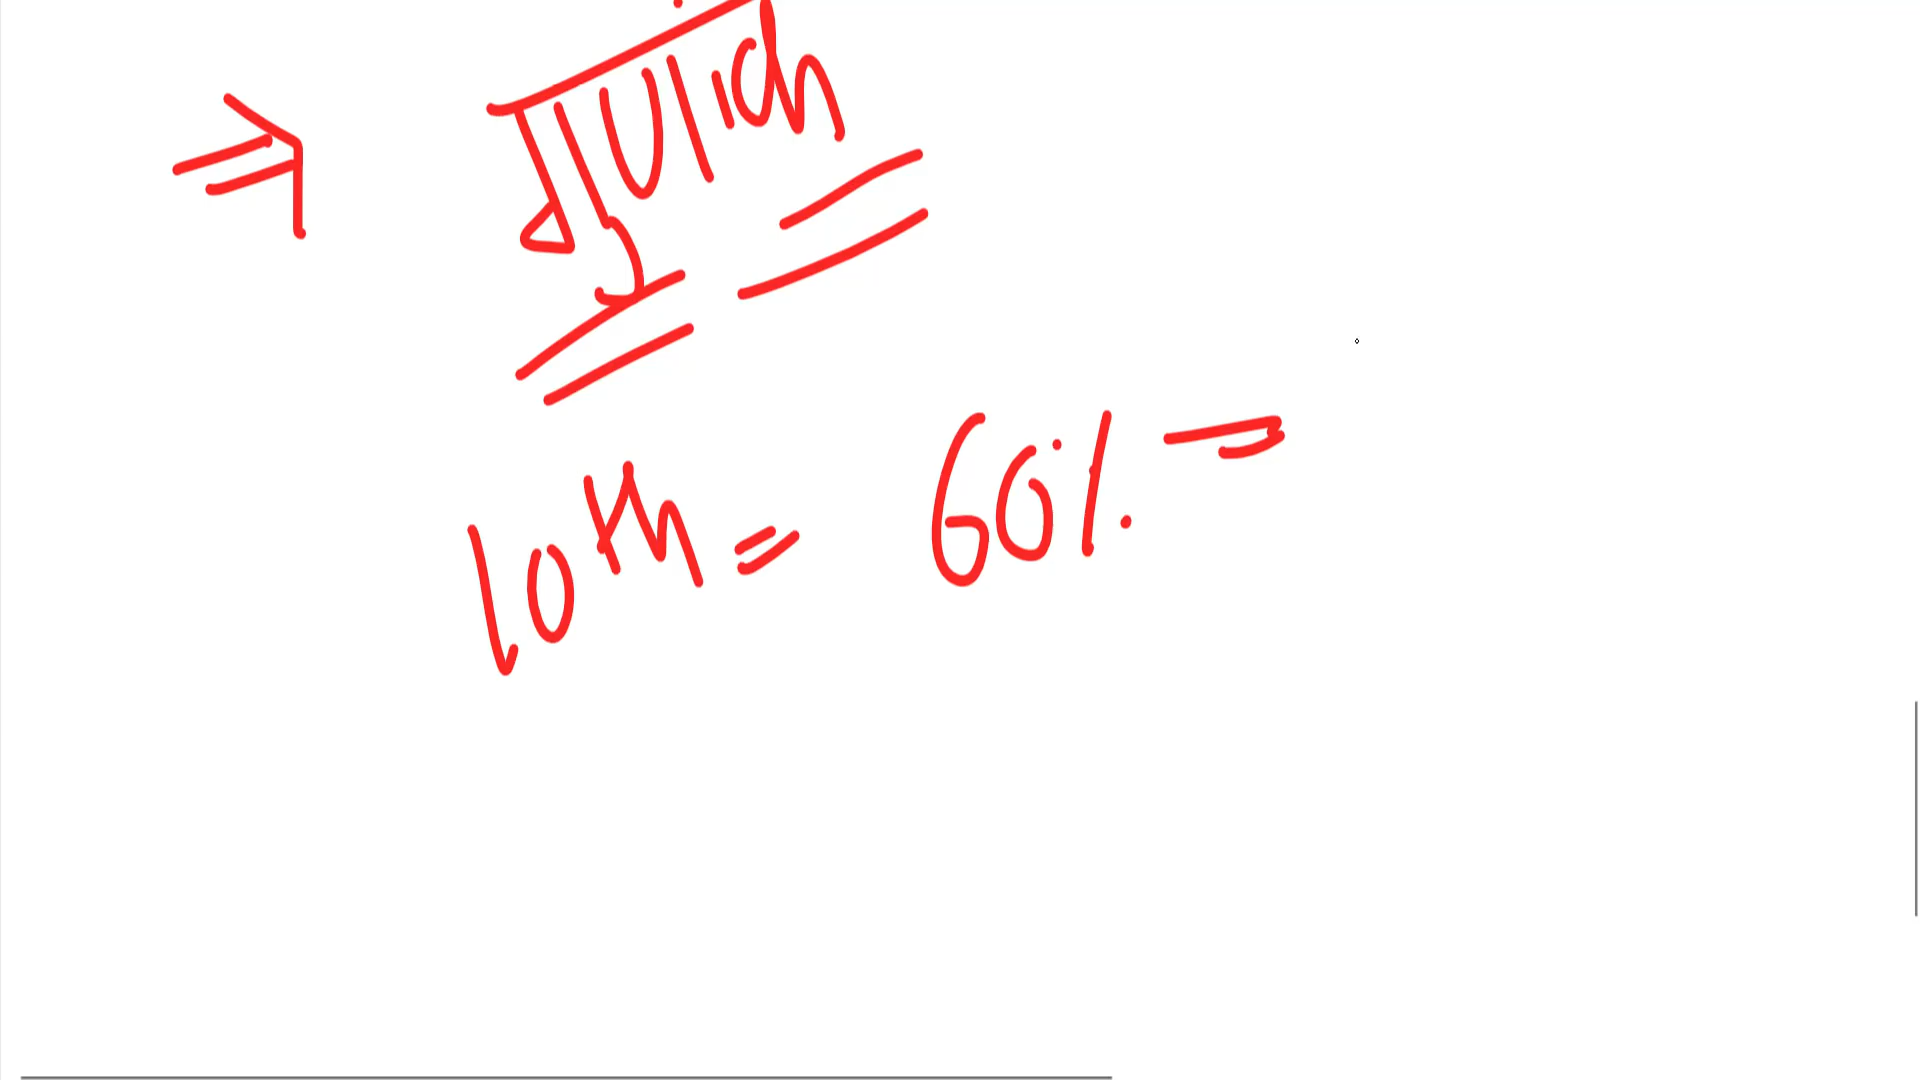 ⇒ गुणांक
10th = 60% ⇒